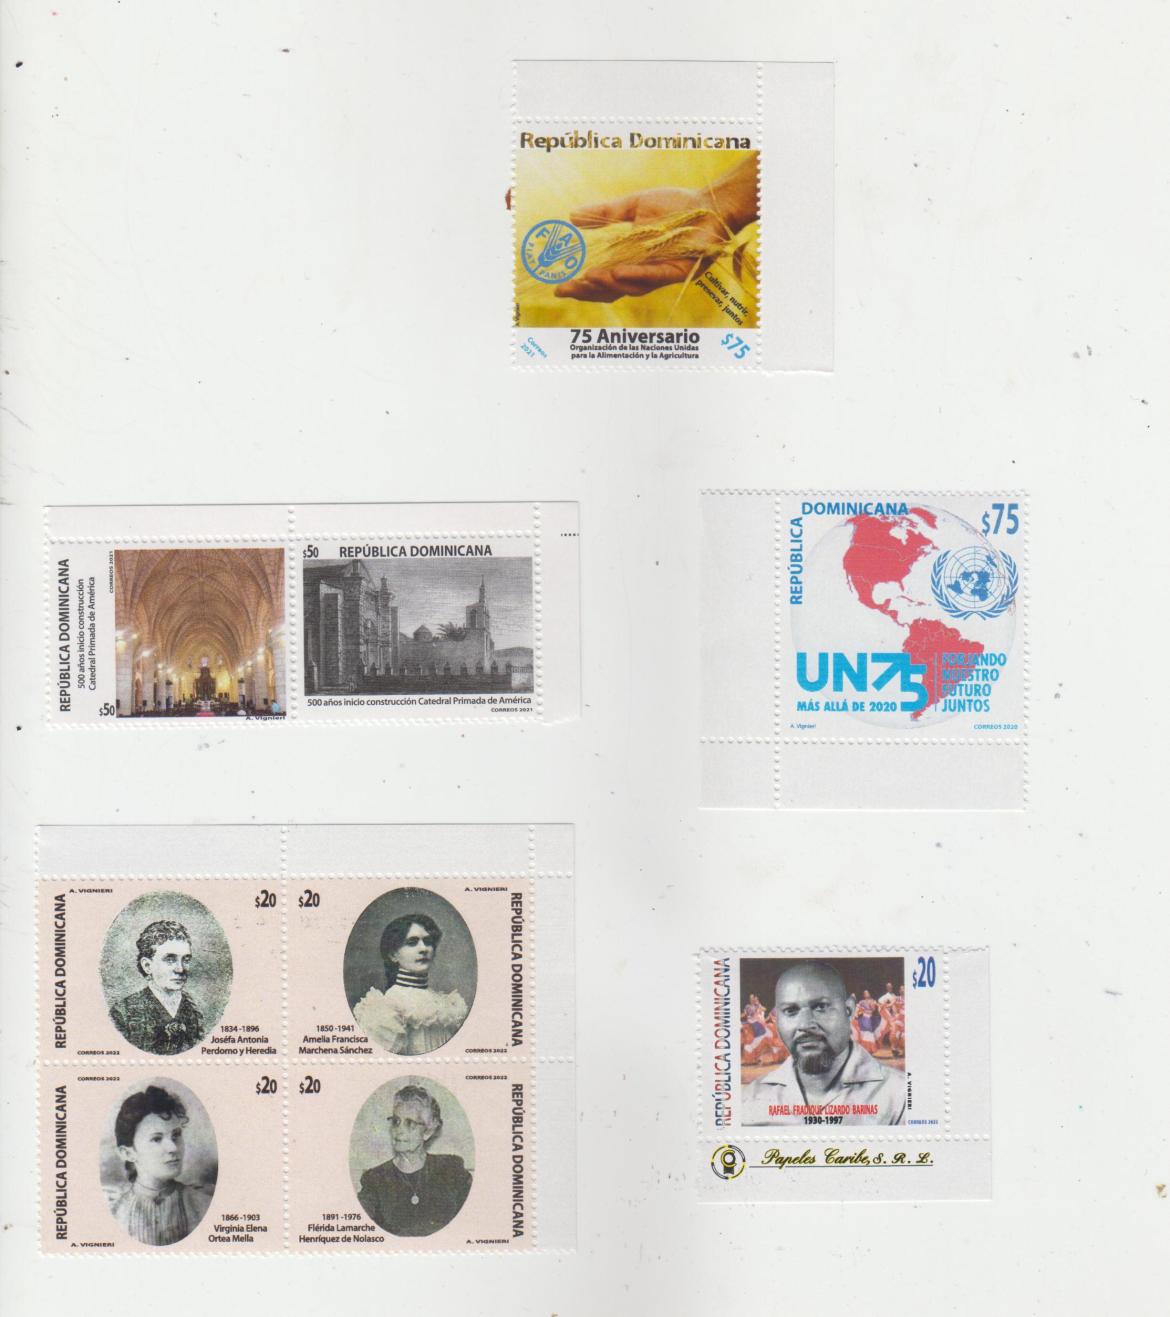 República Dominicana
FAO
FIAT
PANIS
Cultivar, nutrir,
presevar, juntos
A. Vignieri
Correos
2021
75 Aniversario
Organización de las Naciones Unidas
para la Alimentación y la Agricultura
$75
REPÚBLICA DOMINICANA
500 años inicio construcción
Catedral Primada de América
CORREOS 2021
$50
A. Vignieri
$50
REPÚBLICA DOMINICANA
500 años inicio construcción Catedral Primada de América
CORREOS 2021
REPÚBLICA
DOMINICANA
$75
UN75
MÁS ALLÁ DE 2020
FORJANDO
NUESTRO
FUTURO
JUNTOS
A. Vignieri
CORREOS 2020
REPÚBLICA DOMINICANA
A. VIGNIERI
$20
1834 -1896
Joséfa Antonia
Perdomo y Heredia
CORREOS 2022
$20
A. VIGNIERI
REPÚBLICA DOMINICANA
1850 -1941
Amelia Francisca
Marchena Sánchez
CORREOS 2022
REPÚBLICA DOMINICANA
CORREOS 2022
$20
1866 -1903
Virginia Elena
Ortea Mella
A. VIGNIERI
$20
CORREOS 2022
REPÚBLICA DOMINICANA
1891 -1976
Flérida Lamarche
Henríquez de Nolasco
A. VIGNIERI
REPÚBLICA DOMINICANA
$20
A. VIGNIERI
RAFAEL FRADIQUE LIZARDO BARINAS
1930-1997
CORREOS 2022
Papeles Caribe, S. R. L.